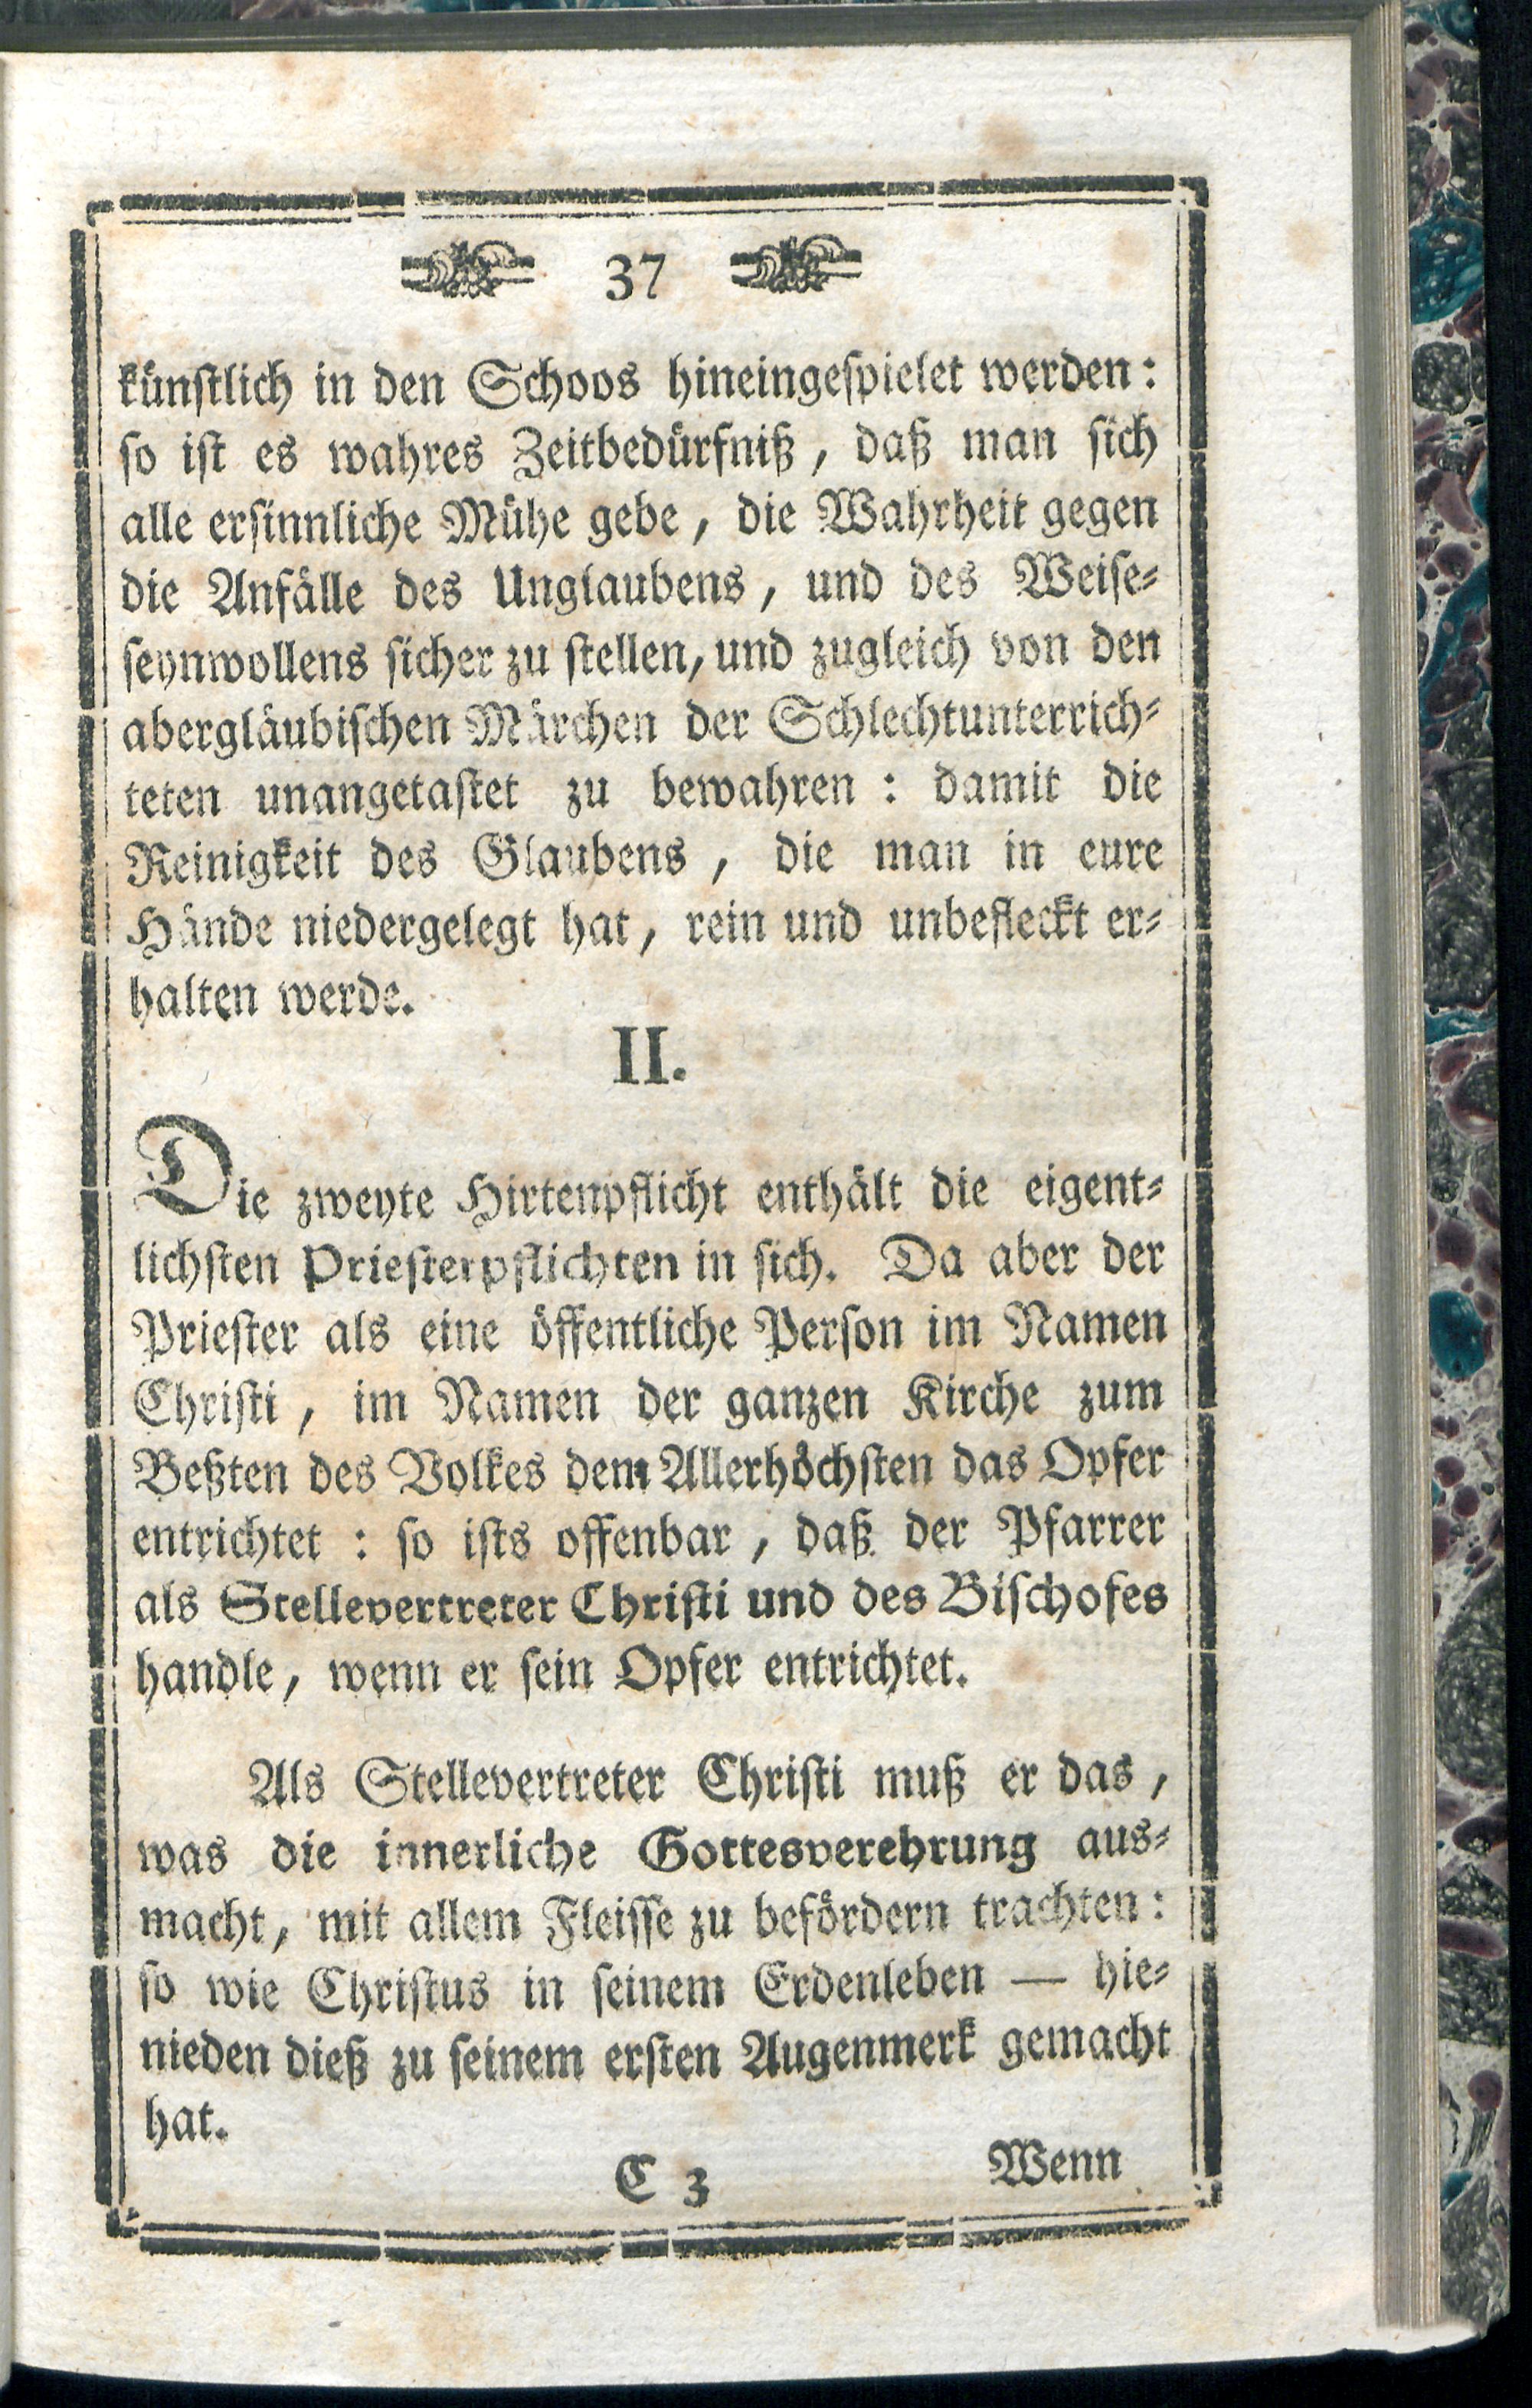 37
künstlich in den Schoos hineingespielet werden:
so ist es wahres Zeitbedürfniß, daß man sich
alle ersinnliche Mühe gebe, die Wahrheit gegen
die Anfälle des Unglaubens, und des Weise-
seynwollens sicher zu stellen, und zugleich von den
abergläubischen Märchen der Schlechtunterrich-
teten unangetastet zu bewahren: damit die
Reinigkeit des Glaubens, die man in eure
Hände niedergelegt hat, rein und unbefleckt er-
halten werde.
II.
Die zweyte Hirtenpflicht enthält die eigent-
lichsten Priesterpflichten in sich. Da aber der
Priester als eine öffentliche Person im Namen
Christi, im Namen der ganzen Kirche zum
Beßten des Volkes dem Allerhöchsten das Opfer
entrichtet: so ists offenbar, daß der Pfarrer
als Stellevertreter Christi und des Bischofes
handle, wenn er sein Opfer entrichtet.
Als Stellevertreter Christi muß er das,
was die innerliche Gottesverehrung aus-
macht, mit allem Fleisse zu befördern trachten:
so wie Christus in seinem Erdenleben — hie-
nieden dieß zu seinem ersten Augenmerk gemacht
hat.
C 3 Wenn